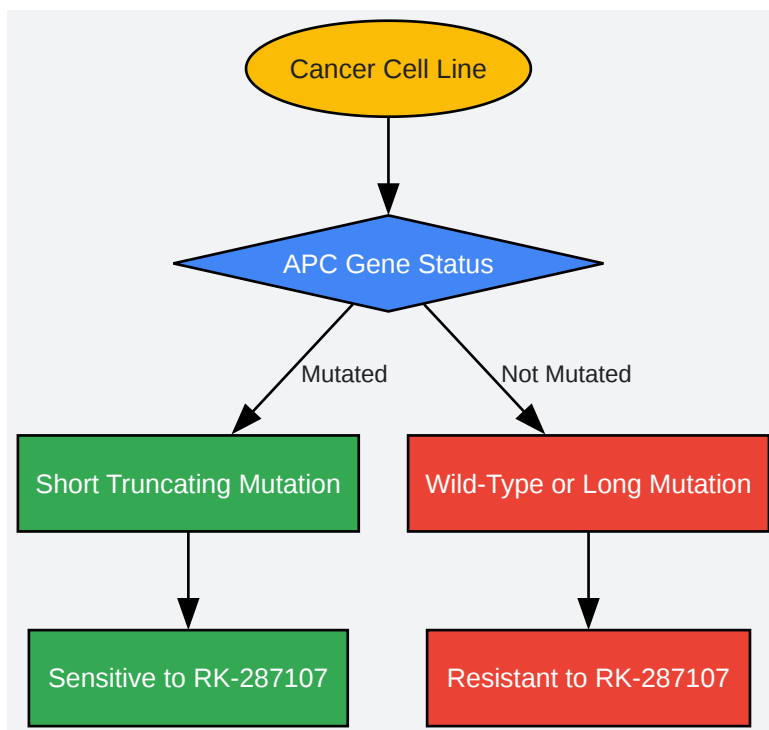 Cancer Cell Line
APC Gene Status
Mutated
Not Mutated
Short Truncating Mutation
Wild-Type or Long Mutation
Sensitive to RK-287107
Resistant to RK-287107